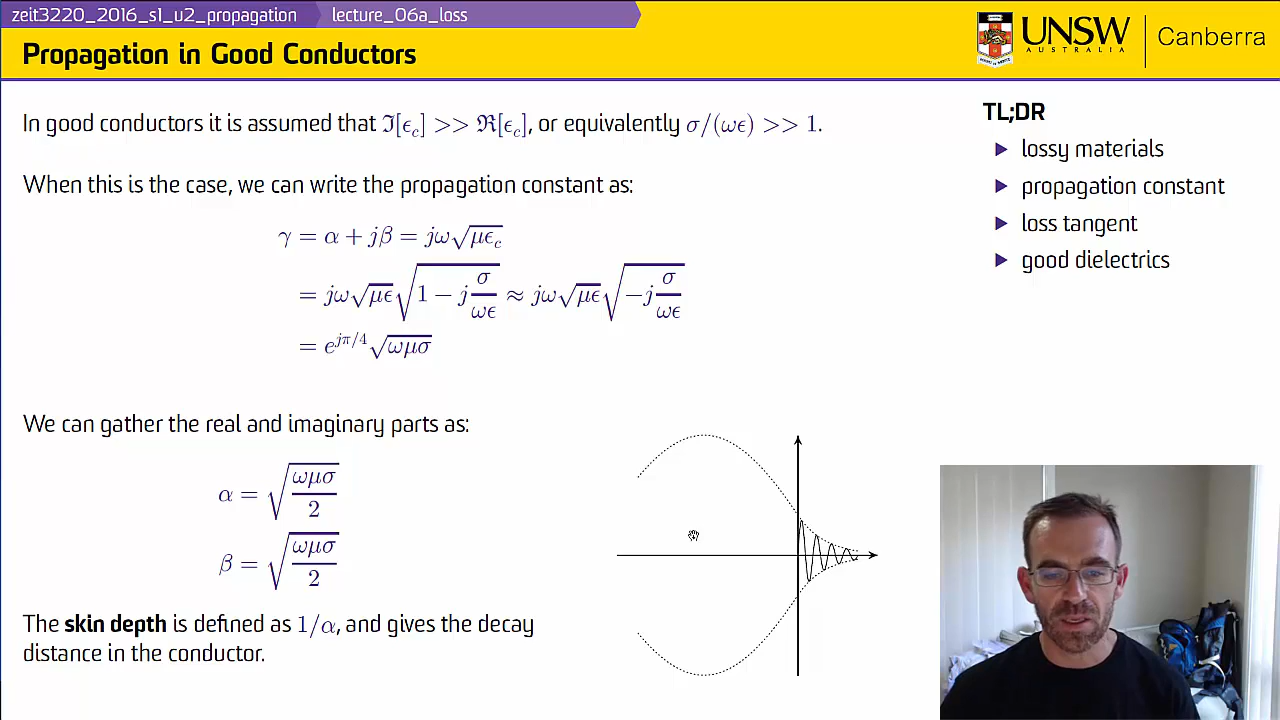 zeit3220_2016_s1_u2_propagation lecture_06a_loss
Propagation in Good Conductors
UNSW
AUSTRALIA
Canberra
In good conductors it is assumed that ℑ[ϵ_c] >> ℜ[ϵ_c], or equivalently σ/(ωϵ) >> 1.
When this is the case, we can write the propagation constant as:
γ = α + jβ = jω√(μϵ_c)
= jω√(μϵ)√(1 − j σ/(ωϵ)) ≈ jω√(μϵ)√(−j σ/(ωϵ))
= e^{jπ/4}√(ωμσ)
We can gather the real and imaginary parts as:
α = √(ωμσ/2)
β = √(ωμσ/2)
The skin depth is defined as 1/α, and gives the decay
distance in the conductor.
TL;DR
lossy materials
propagation constant
loss tangent
good dielectrics